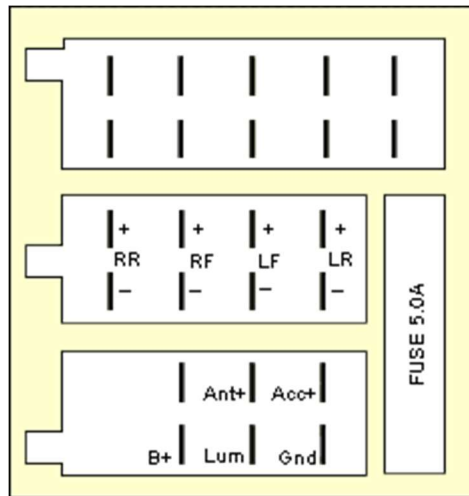 + + + +
RR RF LF LR
− − − −
Ant+ Acc+
B+ Lum Gnd
FUSE 5.0A